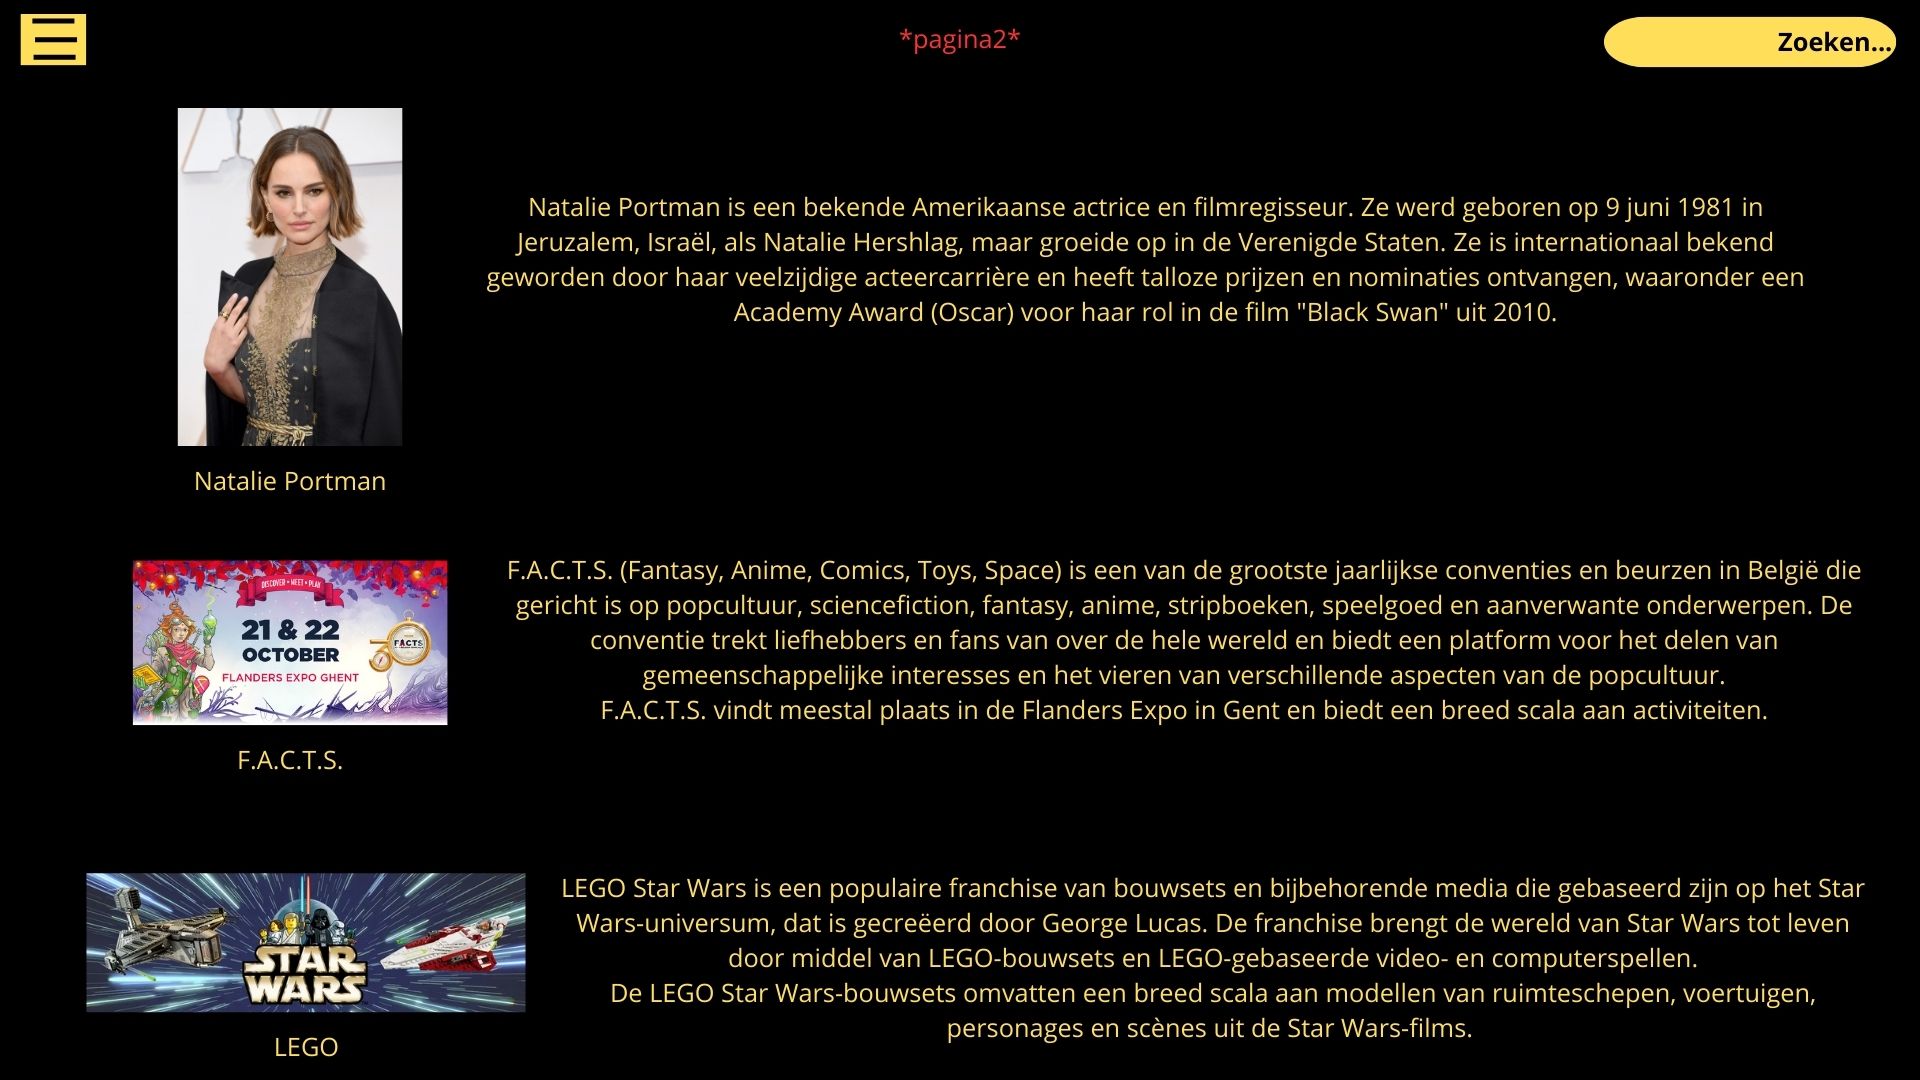 *pagina2*
Zoeken...
Natalie Portman is een bekende Amerikaanse actrice en filmregisseur. Ze werd geboren op 9 juni 1981 in
Jeruzalem, Israël, als Natalie Hershlag, maar groeide op in de Verenigde Staten. Ze is internationaal bekend
geworden door haar veelzijdige acteercarrière en heeft talloze prijzen en nominaties ontvangen, waaronder een
Academy Award (Oscar) voor haar rol in de film "Black Swan" uit 2010.
Natalie Portman
DISCOVER • MEET • PLAY
21 & 22
OCTOBER
FLANDERS EXPO GHENT
30
FACTS
F.A.C.T.S. (Fantasy, Anime, Comics, Toys, Space) is een van de grootste jaarlijkse conventies en beurzen in België die
gericht is op popcultuur, sciencefiction, fantasy, anime, stripboeken, speelgoed en aanverwante onderwerpen. De
conventie trekt liefhebbers en fans van over de hele wereld en biedt een platform voor het delen van
gemeenschappelijke interesses en het vieren van verschillende aspecten van de popcultuur.
F.A.C.T.S. vindt meestal plaats in de Flanders Expo in Gent en biedt een breed scala aan activiteiten.
F.A.C.T.S.
STAR
WARS
LEGO Star Wars is een populaire franchise van bouwsets en bijbehorende media die gebaseerd zijn op het Star
Wars-universum, dat is gecreëerd door George Lucas. De franchise brengt de wereld van Star Wars tot leven
door middel van LEGO-bouwsets en LEGO-gebaseerde video- en computerspellen.
De LEGO Star Wars-bouwsets omvatten een breed scala aan modellen van ruimteschepen, voertuigen,
personages en scènes uit de Star Wars-films.
LEGO